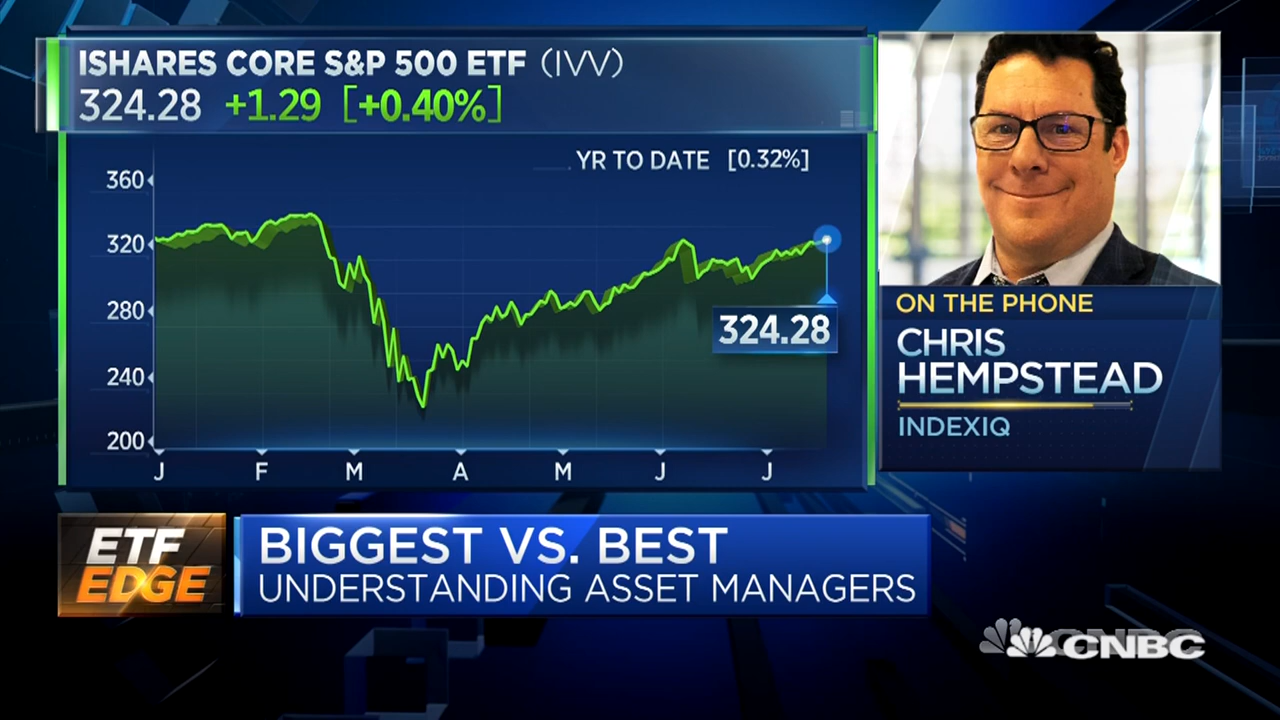 ISHARES CORE S&P 500 ETF (IVV)
324.28 +1.29 [+0.40%]
YR TO DATE [0.32%]
360
320
280
240
200
324.28
J F M A M J J
ON THE PHONE
CHRIS
HEMPSTEAD
INDEXIQ
ETF
EDGE
BIGGEST VS. BEST
UNDERSTANDING ASSET MANAGERS
CNBC